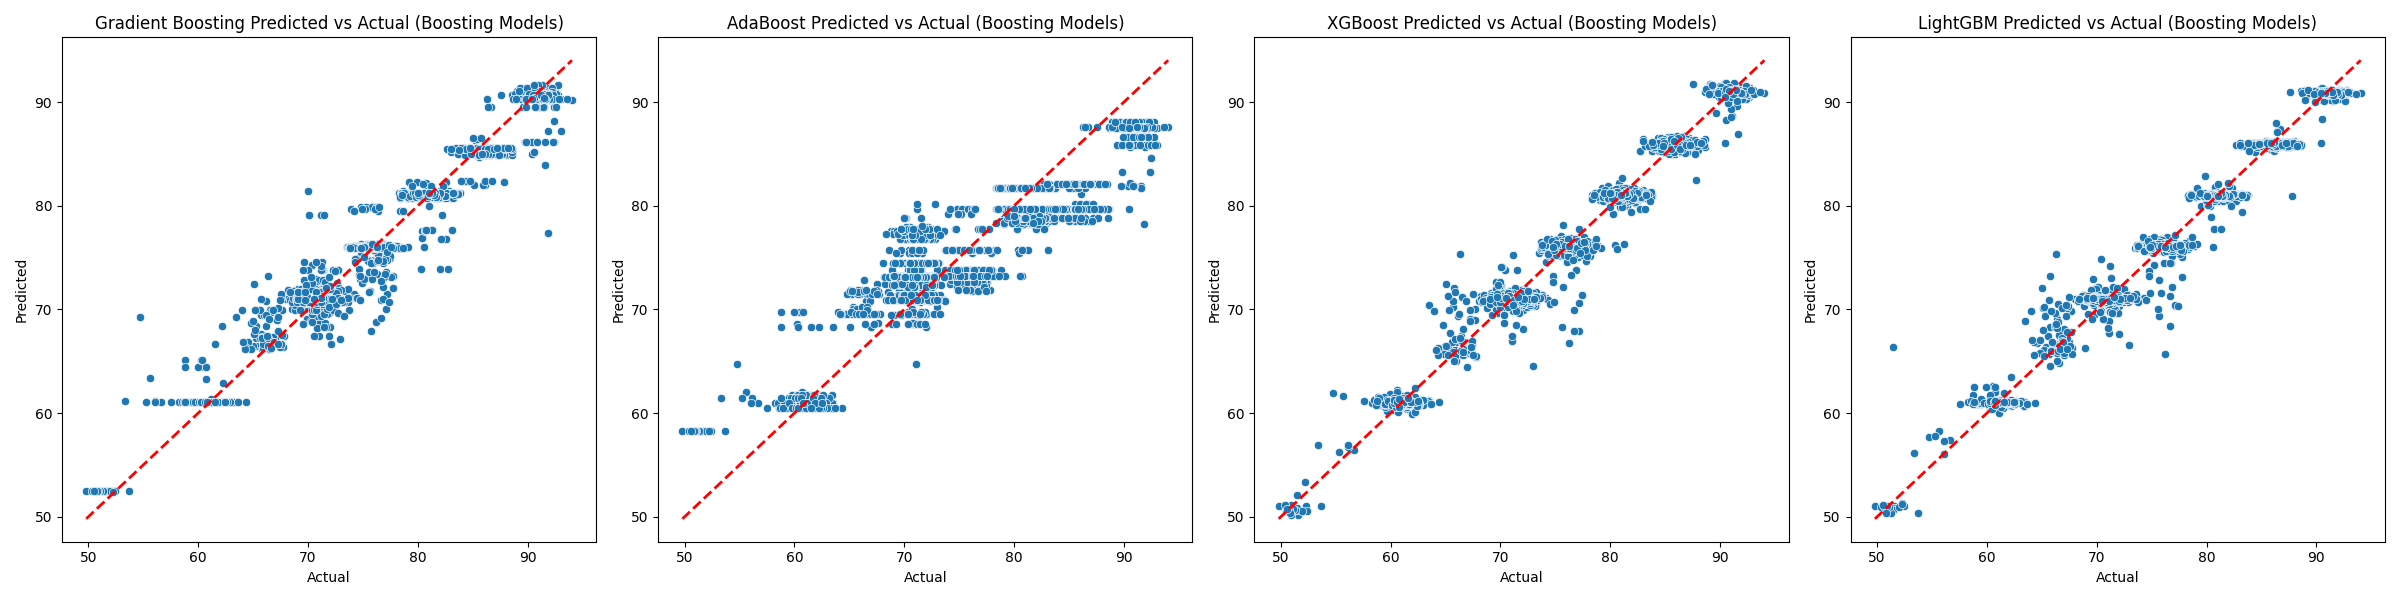 Gradient Boosting Predicted vs Actual (Boosting Models)
90
80
70
60
50
Predicted
50 60 70 80 90
Actual
AdaBoost Predicted vs Actual (Boosting Models)
90
80
70
60
50
Predicted
50 60 70 80 90
Actual
XGBoost Predicted vs Actual (Boosting Models)
90
80
70
60
50
Predicted
50 60 70 80 90
Actual
LightGBM Predicted vs Actual (Boosting Models)
90
80
70
60
50
Predicted
50 60 70 80 90
Actual